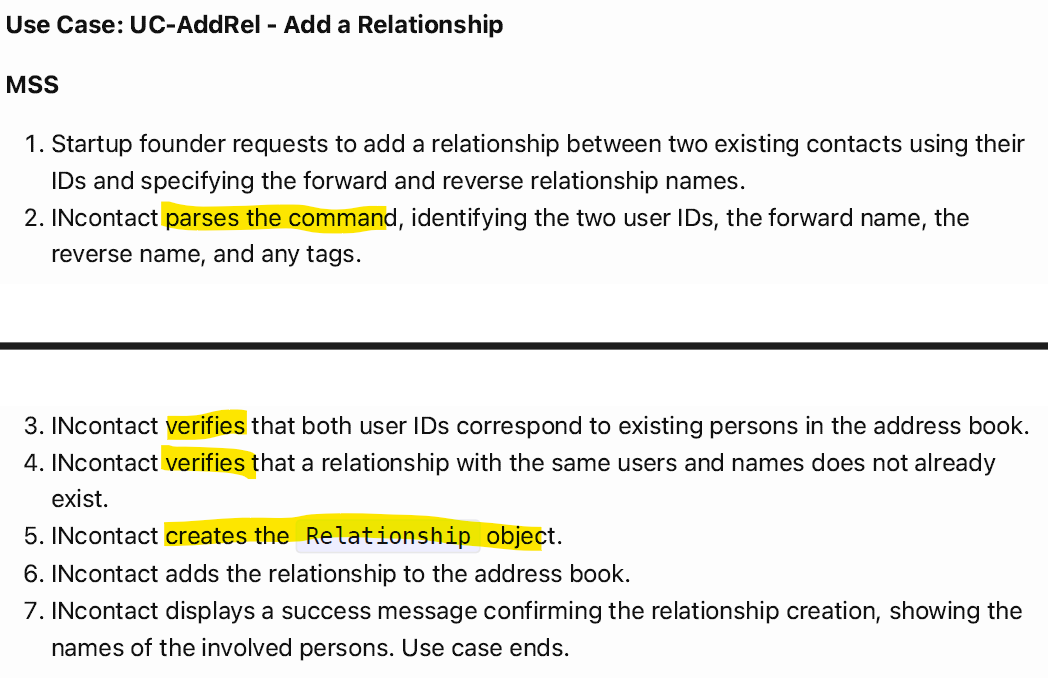 Use Case: UC-AddRel - Add a Relationship
MSS
1. Startup founder requests to add a relationship between two existing contacts using their
IDs and specifying the forward and reverse relationship names.
2. INcontact parses the command, identifying the two user IDs, the forward name, the
reverse name, and any tags.
3. INcontact verifies that both user IDs correspond to existing persons in the address book.
4. INcontact verifies that a relationship with the same users and names does not already
exist.
5. INcontact creates the Relationship object.
6. INcontact adds the relationship to the address book.
7. INcontact displays a success message confirming the relationship creation, showing the
names of the involved persons. Use case ends.